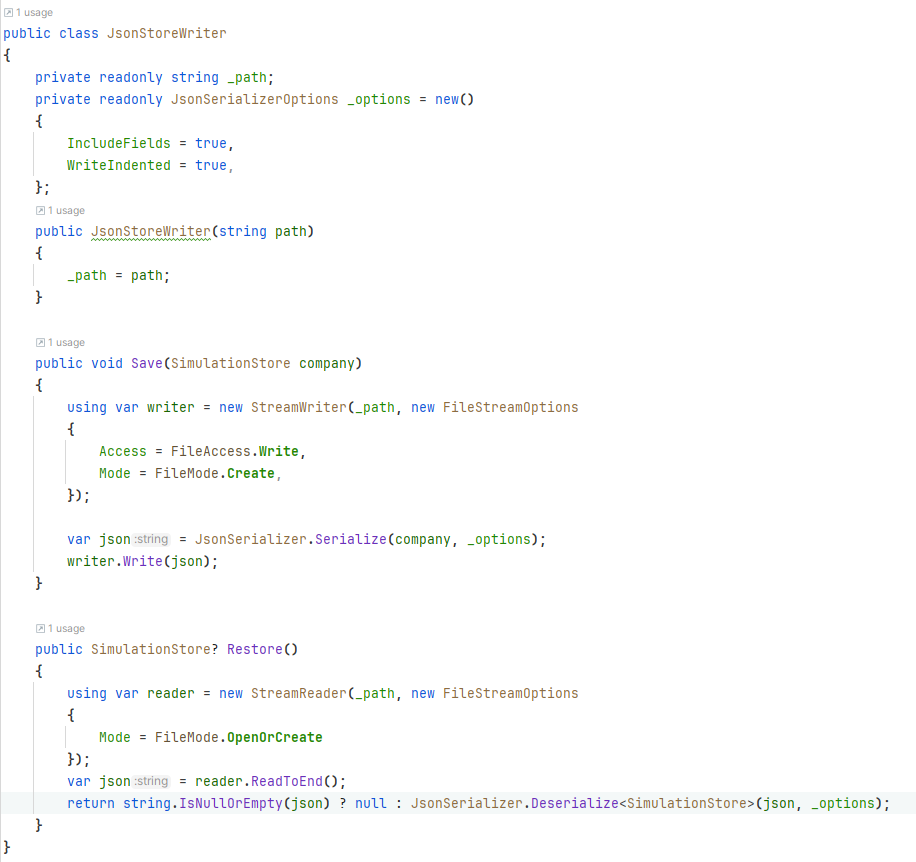 1 usage
public class JsonStoreWriter
{
    private readonly string _path;
    private readonly JsonSerializerOptions _options = new()
    {
        IncludeFields = true,
        WriteIndented = true,
    };
    1 usage
    public JsonStoreWriter(string path)
    {
        _path = path;
    }

    1 usage
    public void Save(SimulationStore company)
    {
        using var writer = new StreamWriter(_path, new FileStreamOptions
        {
            Access = FileAccess.Write,
            Mode = FileMode.Create,
        });

        var json :string = JsonSerializer.Serialize(company, _options);
        writer.Write(json);
    }

    1 usage
    public SimulationStore? Restore()
    {
        using var reader = new StreamReader(_path, new FileStreamOptions
        {
            Mode = FileMode.OpenOrCreate
        });
        var json :string = reader.ReadToEnd();
        return string.IsNullOrEmpty(json) ? null : JsonSerializer.Deserialize<SimulationStore>(json, _options);
    }
}